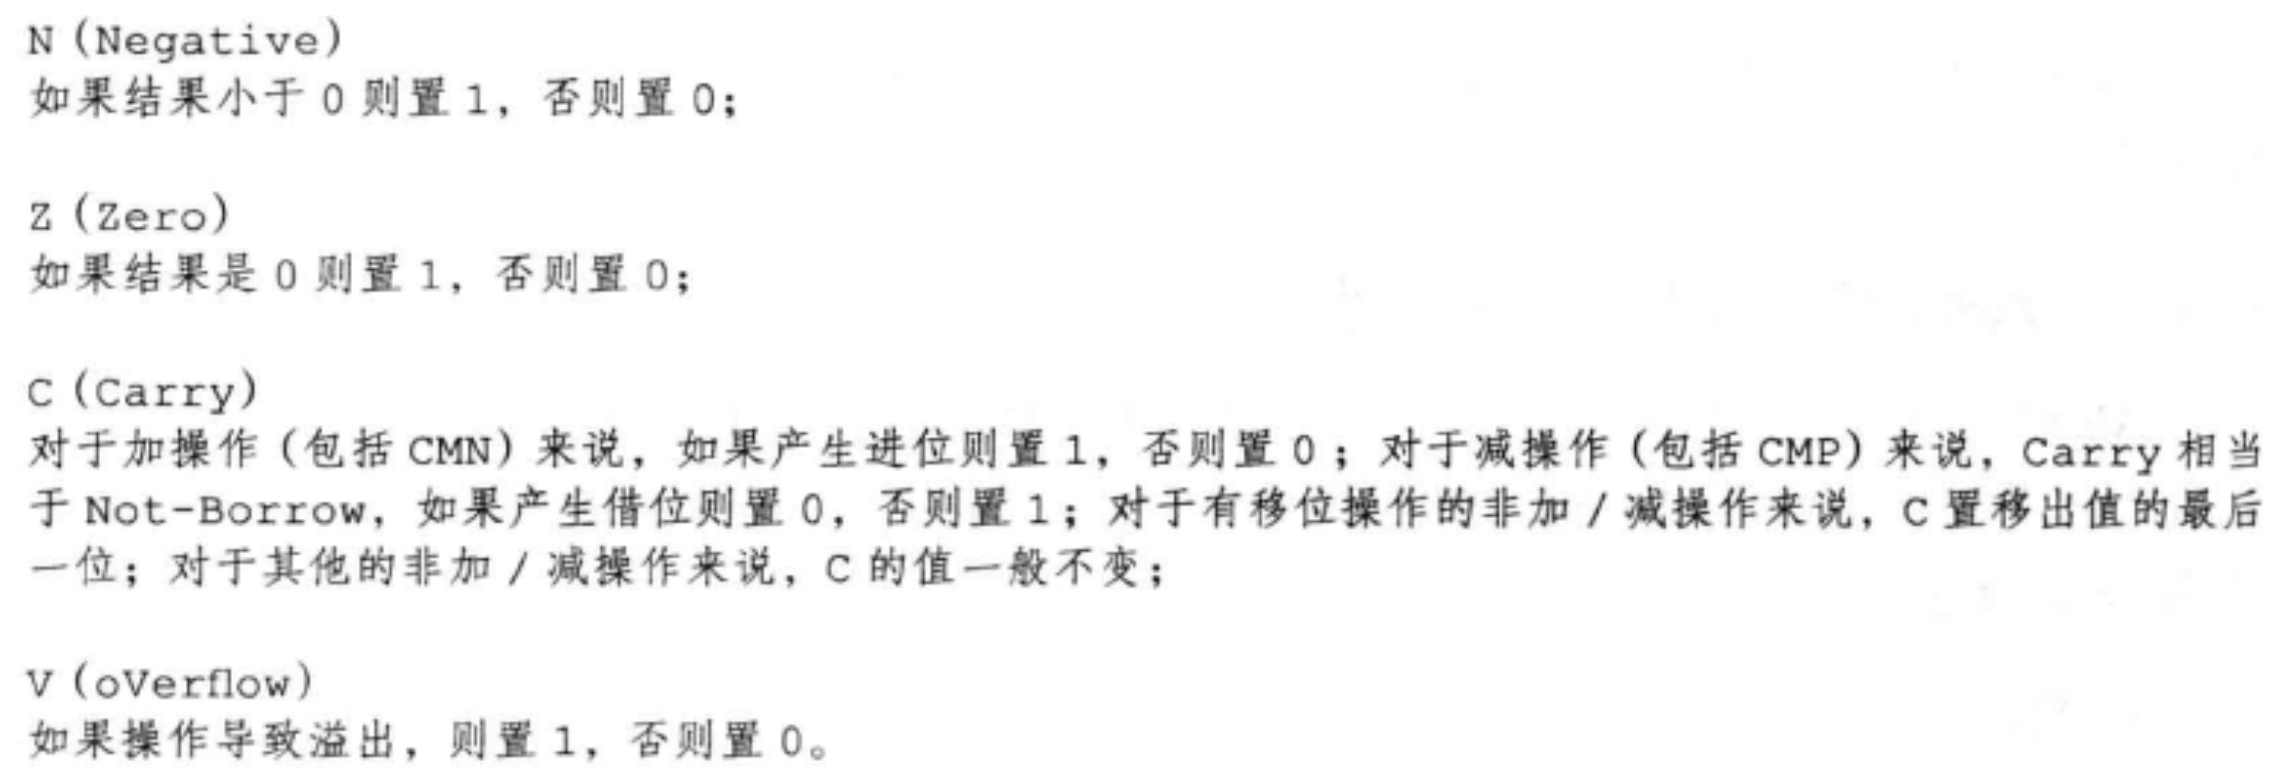 N (Negative)
如果结果小于 0 则置 1，否则置 0；
Z (Zero)
如果结果是 0 则置 1，否则置 0；
C (Carry)
对于加操作 (包括 CMN) 来说，如果产生进位则置 1，否则置 0；对于减操作 (包括 CMP) 来说，Carry 相当
于 Not-Borrow，如果产生借位则置 0，否则置 1；对于有移位操作的非加 / 减操作来说，C 置移出值的最后
一位；对于其他的非加 / 减操作来说，C 的值一般不变；
V (oVerflow)
如果操作导致溢出，则置 1，否则置 0。